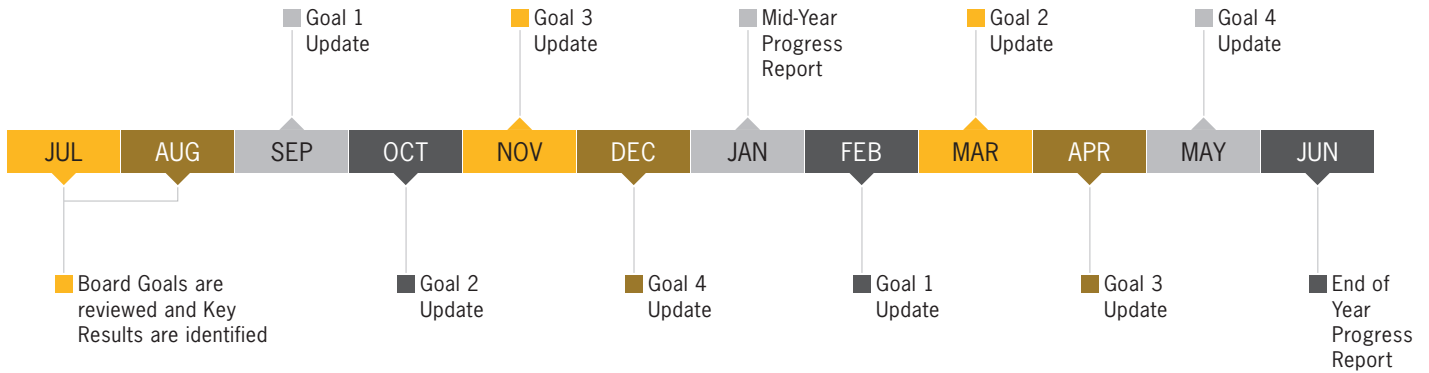 Goal 1
Update
Goal 3
Update
Mid-Year
Progress
Report
Goal 2
Update
Goal 4
Update
JUL
AUG
SEP
OCT
NOV
DEC
JAN
FEB
MAR
APR
MAY
JUN
Board Goals are
reviewed and Key
Results are identified
Goal 2
Update
Goal 4
Update
Goal 1
Update
Goal 3
Update
End of
Year
Progress
Report